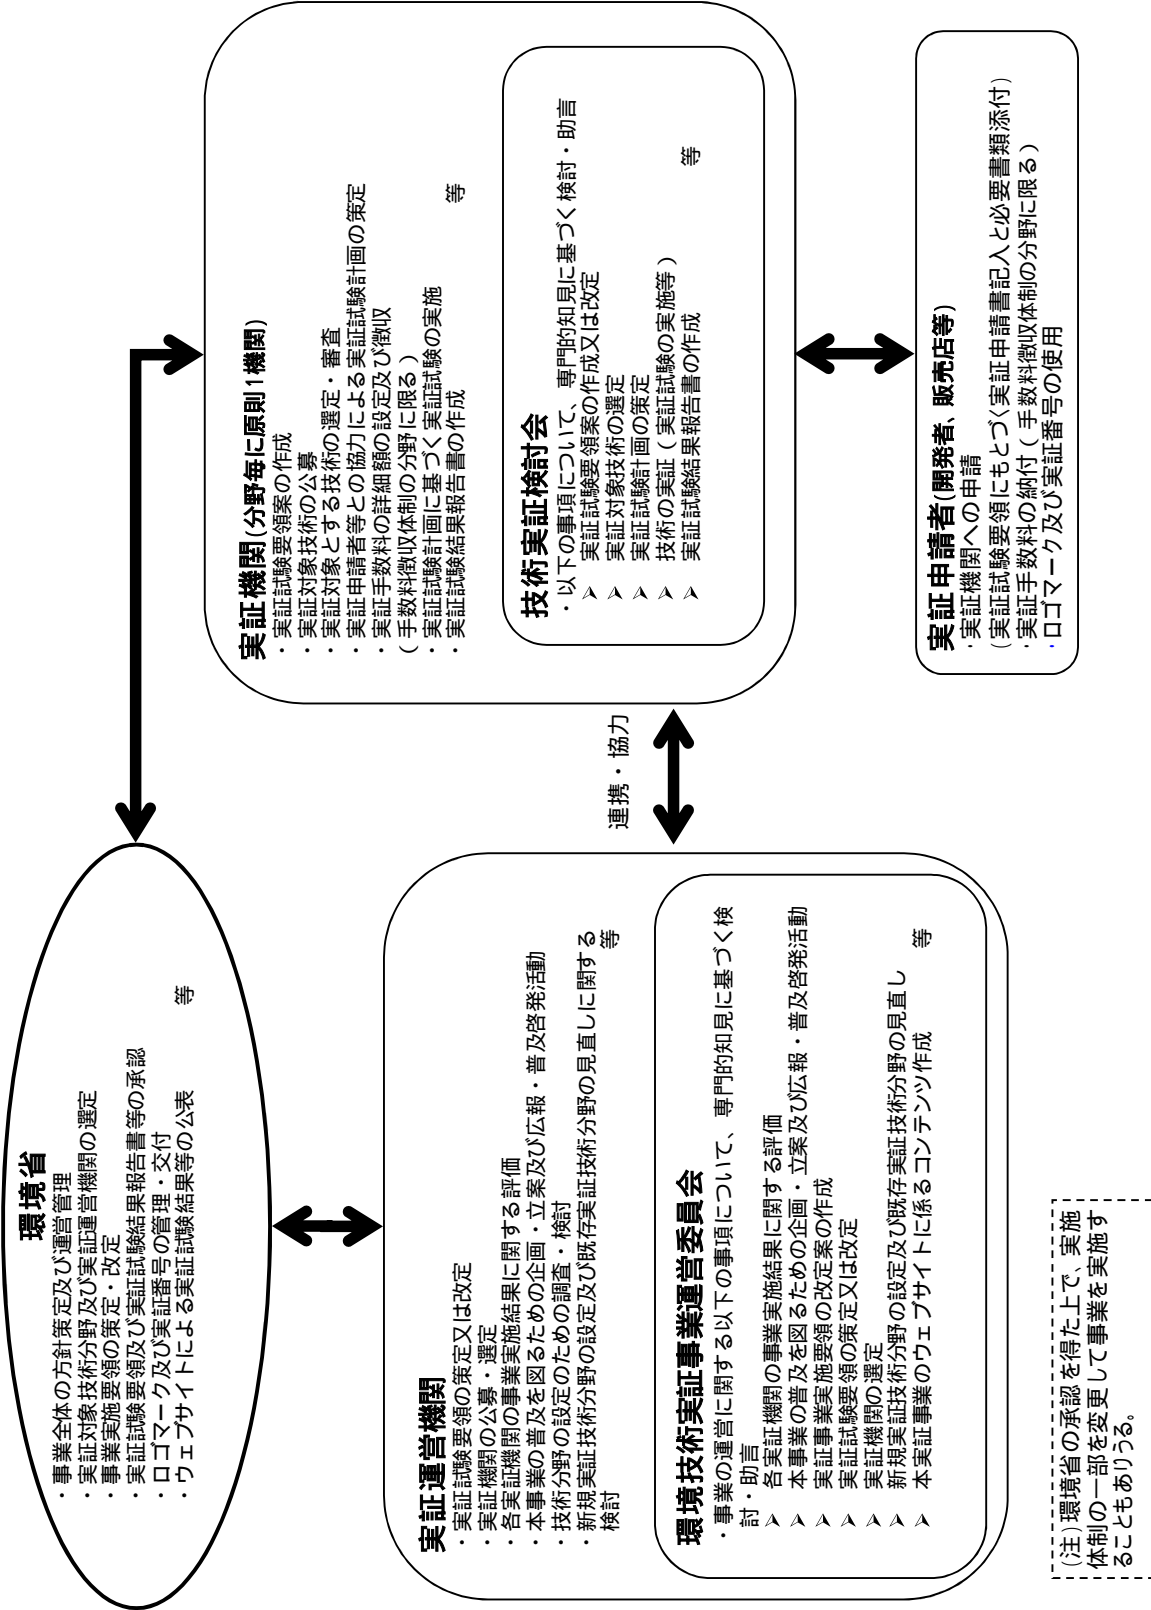 環境省
・事業全体の方針策定及び運営管理
・実証対象技術分野及び実証運営機関の選定
・事業実施要領の策定・改定
・実証試験要領及び実証試験結果報告書等の承認
・ロゴマーク及び実証番号の管理・交付
・ウェブサイトによる実証試験結果等の公表
等
実証運営機関
・実証試験要領の策定又は改定
・実証機関の公募・選定
・各実証機関の事業実施結果に関する評価
・本事業の普及を図るための企画・立案及び広報・普及啓発活動
・技術分野の設定のための調査・検討
・新規実証技術分野の設定及び既存実証技術分野の見直しに関する
検討 等
環境技術実証事業運営委員会
・事業の運営に関する以下の事項について、専門的知見に基づく検
討・助言
➢ 各実証機関の事業実施結果に関する評価
➢ 本事業の普及を図るための企画・立案及び広報・普及啓発活動
➢ 実証事業実施要領の改定案の作成
➢ 実証試験要領の策定又は改定
➢ 実証機関の選定
➢ 新規実証技術分野の設定及び既存実証技術分野の見直し
➢ 本実証事業のウェブサイトに係るコンテンツ作成 等
連携・協力
実証機関(分野毎に原則1機関)
・実証試験要領案の作成
・実証対象技術の公募
・実証対象とする技術の選定・審査
・実証申請者等との協力による実証試験計画の策定
・実証手数料の詳細額の設定及び徴収
(手数料徴収体制の分野に限る)
・実証試験計画に基づく実証試験の実施
・実証試験結果報告書の作成 等
技術実証検討会
・以下の事項について、専門的知見に基づく検討・助言
➢ 実証試験要領案の作成又は改定
➢ 実証対象技術の選定
➢ 実証試験計画の策定
➢ 技術の実証(実証試験の実施等)
➢ 実証試験結果報告書の作成 等
実証申請者(開発者、販売店等)
・実証機関への申請
(実証試験要領にもとづく実証申請書記入と必要書類添付)
・実証手数料の納付(手数料徴収体制の分野に限る)
・ロゴマーク及び実証番号の使用
(注)環境省の承認を得た上で、実施
体制の一部を変更して事業を実施す
ることもありうる。